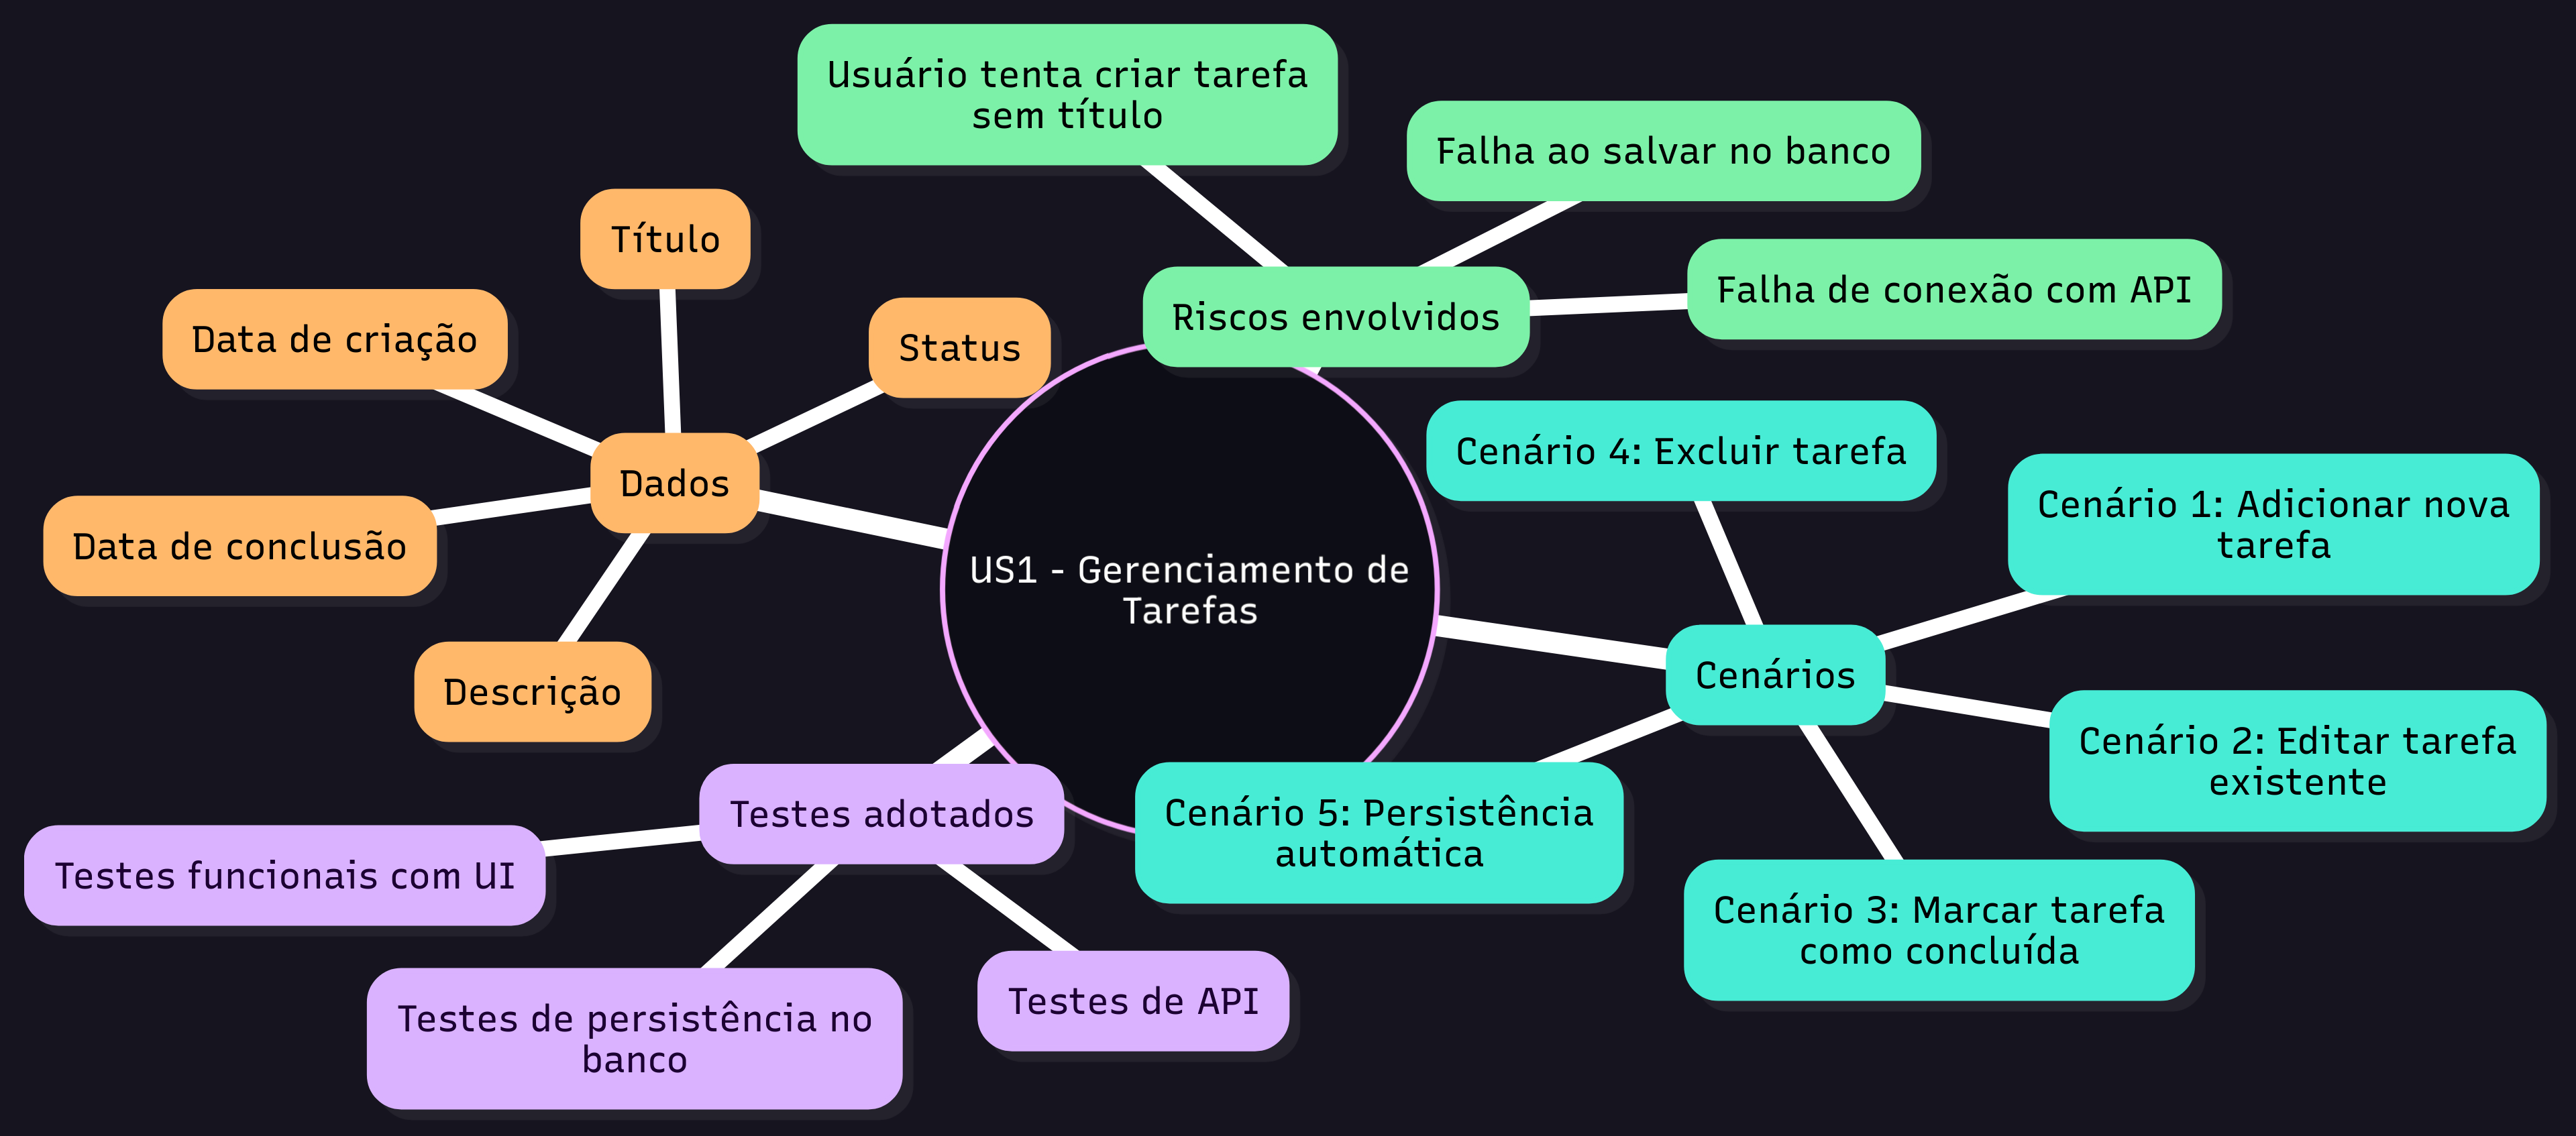 Usuário tenta criar tarefa
sem título
Falha ao salvar no banco
Título
Falha de conexão com API
Riscos envolvidos
Data de criação
Status
Cenário 4: Excluir tarefa
Dados
Cenário 1: Adicionar nova
tarefa
Data de conclusão
US1 - Gerenciamento de
Tarefas
Descrição
Cenários
Cenário 2: Editar tarefa
existente
Testes adotados
Cenário 5: Persistência
automática
Testes funcionais com UI
Cenário 3: Marcar tarefa
como concluída
Testes de API
Testes de persistência no
banco